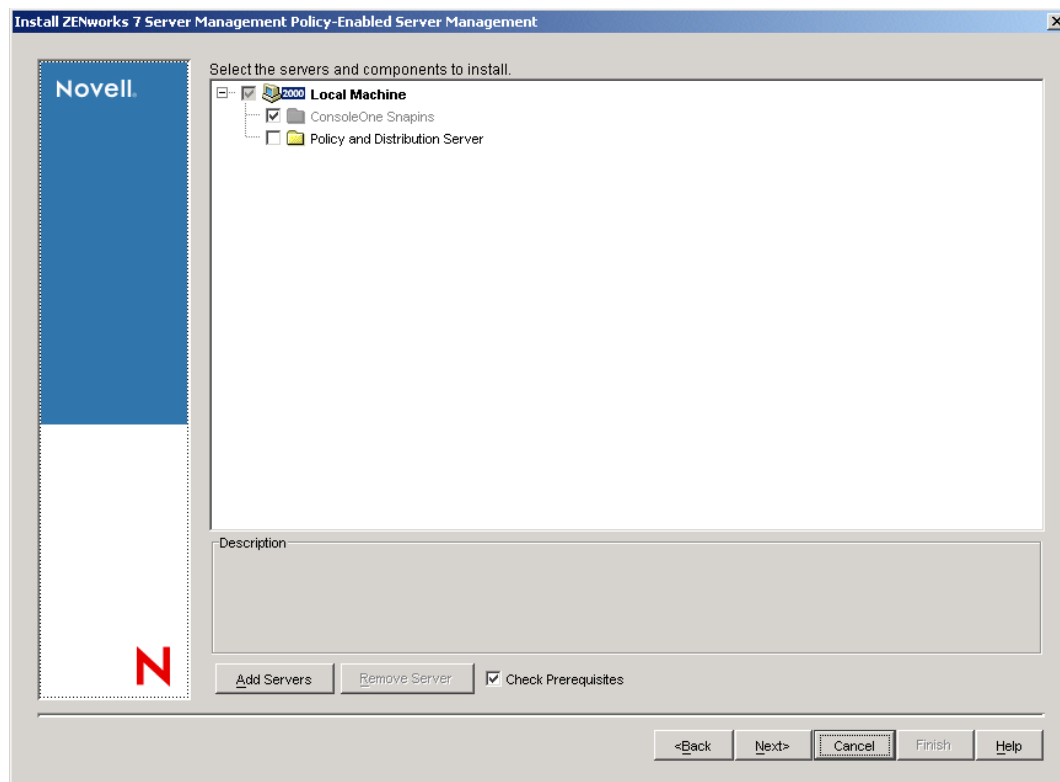 Install ZENworks 7 Server Management Policy-Enabled Server Management
Novell.
Select the servers and components to install.
2000 Local Machine
ConsoleOne Snapins
Policy and Distribution Server
Description
N
Add Servers
Remove Server
Check Prerequisites
<Back
Next>
Cancel
Finish
Help